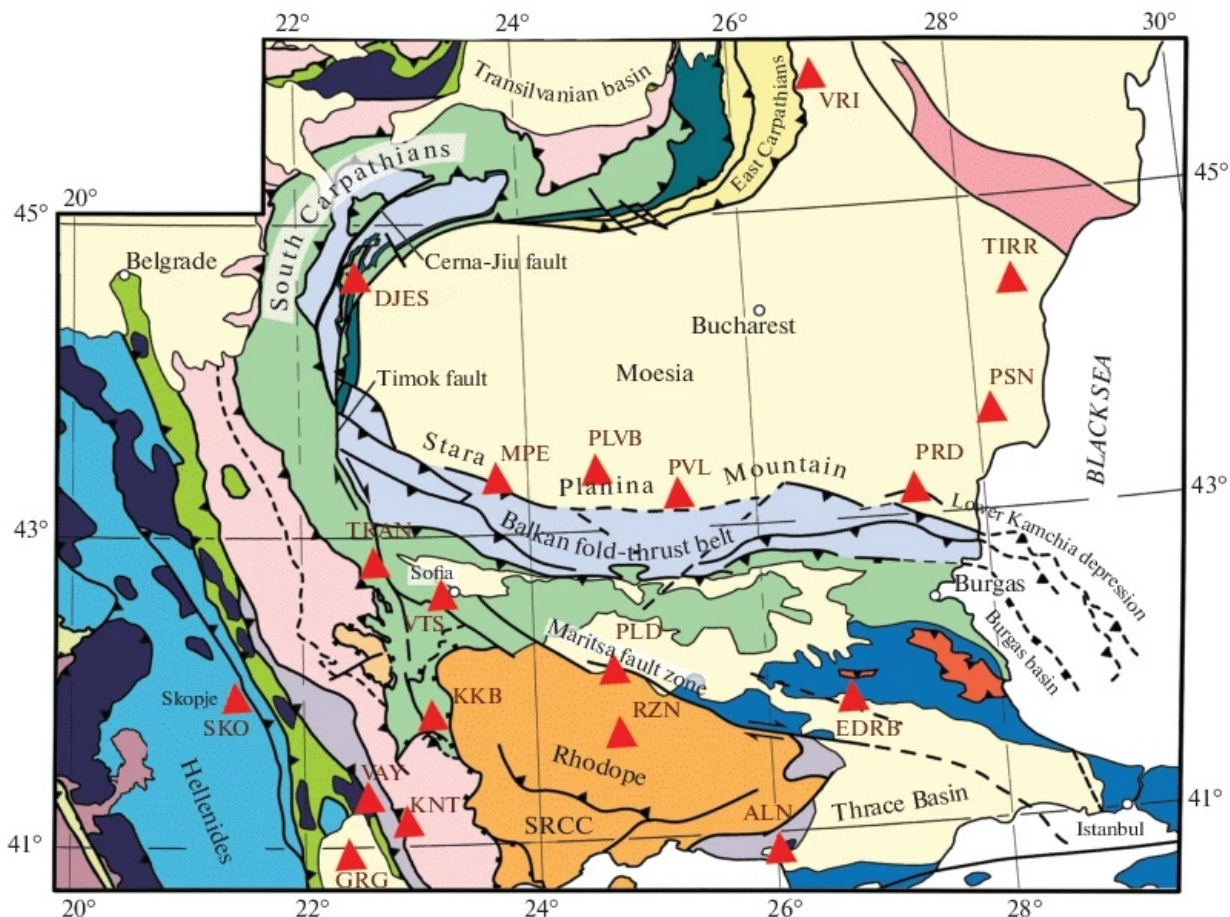 22°
24°
26°
28°
30°
Transilvanian basin
VRI
East Carpathians
South Carpathians
20°
45°
45°
TIRR
Belgrade
Cerna-Jiu fault
DJES
Bucharest
Moesia
Timok fault
PSN
BLACK SEA
Stara
MPE
PLVB
PVL
Mountain
PRD
Planina
43°
43°
Balkan fold-thrust belt
Lower Kamchia depression
TRAN
Sofia
VTS
Burgas
PLD
Maritsa fault zone
Burgas basin
Skopje
SKO
KKB
RZN
EDRB
Rhodope
Hellenides
VAY
KNT
SRCC
ALN
Thrace Basin
41°
41°
Istanbul
GRG
20°
22°
24°
26°
28°